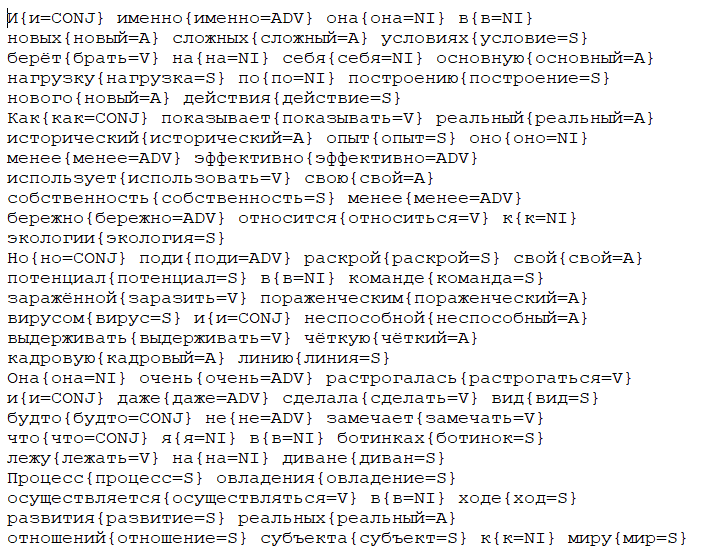 И{и=CONJ} именно{именно=ADV} она{она=NI} в{в=NI}
новых{новый=A} сложных{сложный=A} условиях{условие=S}
берёт{брать=V} на{на=NI} себя{себя=NI} основную{основный=A}
нагрузку{нагрузка=S} по{по=NI} построению{построение=S}
нового{новый=A} действия{действие=S}
Как{как=CONJ} показывает{показывать=V} реальный{реальный=A}
исторический{исторический=A} опыт{опыт=S} оно{оно=NI}
менее{менее=ADV} эффективно{эффективно=ADV}
использует{использовать=V} свою{свой=A}
собственность{собственность=S} менее{менее=ADV}
бережно{бережно=ADV} относится{относиться=V} к{к=NI}
экологии{экология=S}
Но{но=CONJ} поди{поди=ADV} раскрой{раскрой=S} свой{свой=A}
потенциал{потенциал=S} в{в=NI} команде{команда=S}
заражённой{заразить=V} пораженческим{пораженческий=A}
вирусом{вирус=S} и{и=CONJ} неспособной{неспособный=A}
выдерживать{выдерживать=V} чёткую{чёткий=A}
кадровую{кадровый=A} линию{линия=S}
Она{она=NI} очень{очень=ADV} растрогалась{растрогаться=V}
и{и=CONJ} даже{даже=ADV} сделала{сделать=V} вид{вид=S}
будто{будто=CONJ} не{не=ADV} замечает{замечать=V}
что{что=CONJ} я{я=NI} в{в=NI} ботинках{ботинок=S}
лежу{лежать=V} на{на=NI} диване{диван=S}
Процесс{процесс=S} овладения{овладение=S}
осуществляется{осуществляться=V} в{в=NI} ходе{ход=S}
развития{развитие=S} реальных{реальный=A}
отношений{отношение=S} субъекта{субъект=S} к{к=NI} миру{мир=S}